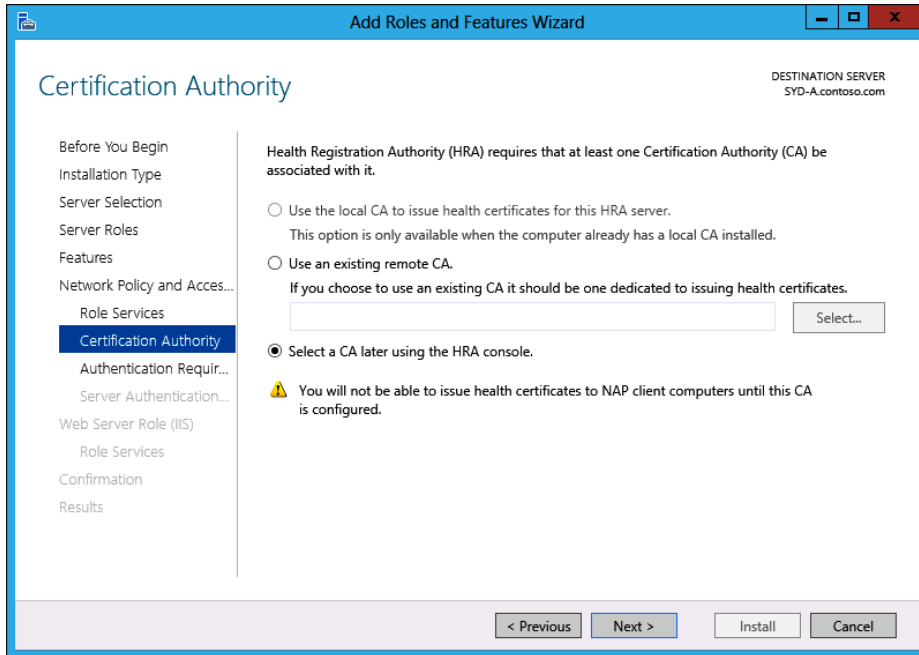 Add Roles and Features Wizard
x
Certification Authority
DESTINATION SERVER
SYD-A.contoso.com
Before You Begin
Installation Type
Server Selection
Server Roles
Features
Network Policy and Acces...
Role Services
Certification Authority
Authentication Requir...
Server Authentication...
Web Server Role (IIS)
Role Services
Confirmation
Results
Health Registration Authority (HRA) requires that at least one Certification Authority (CA) be
associated with it.
Use the local CA to issue health certificates for this HRA server.
This option is only available when the computer already has a local CA installed.
Use an existing remote CA.
If you choose to use an existing CA it should be one dedicated to issuing health certificates.
Select...
Select a CA later using the HRA console.
You will not be able to issue health certificates to NAP client computers until this CA
is configured.
< Previous
Next >
Install
Cancel